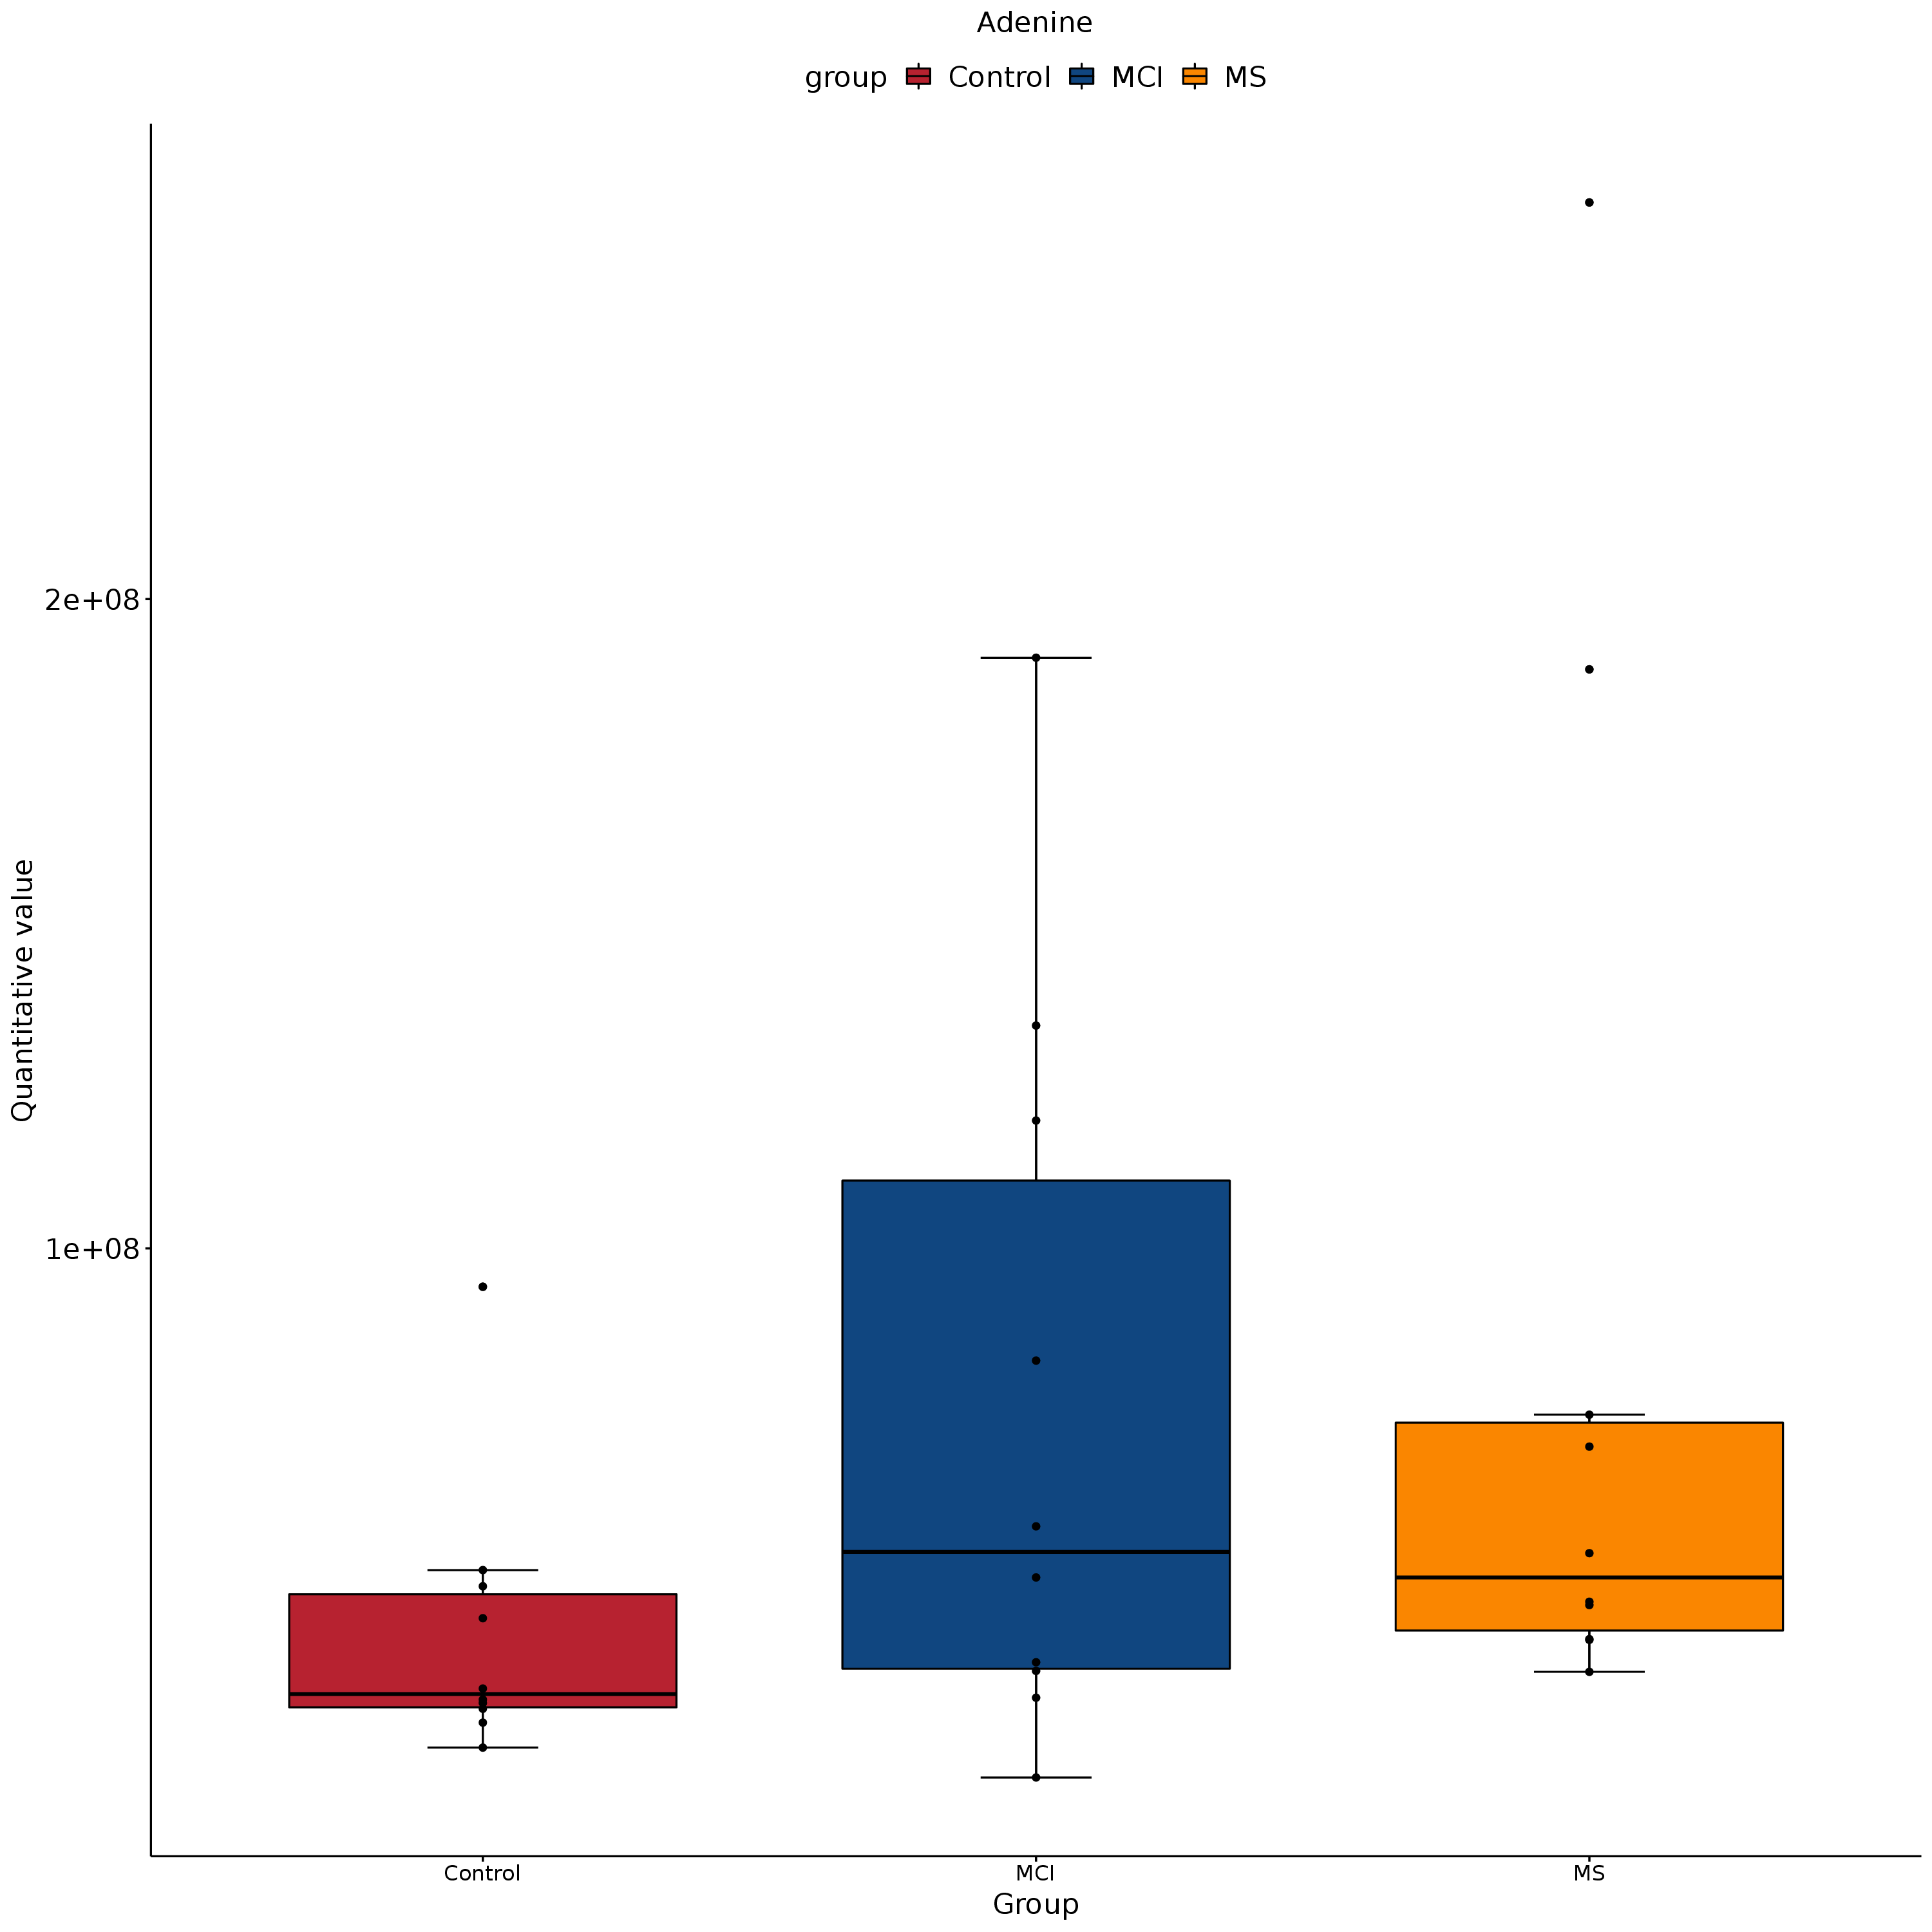 Adenine
group Control MCI MS
Quantitative value
2e+08
1e+08
Control MCI MS
Group